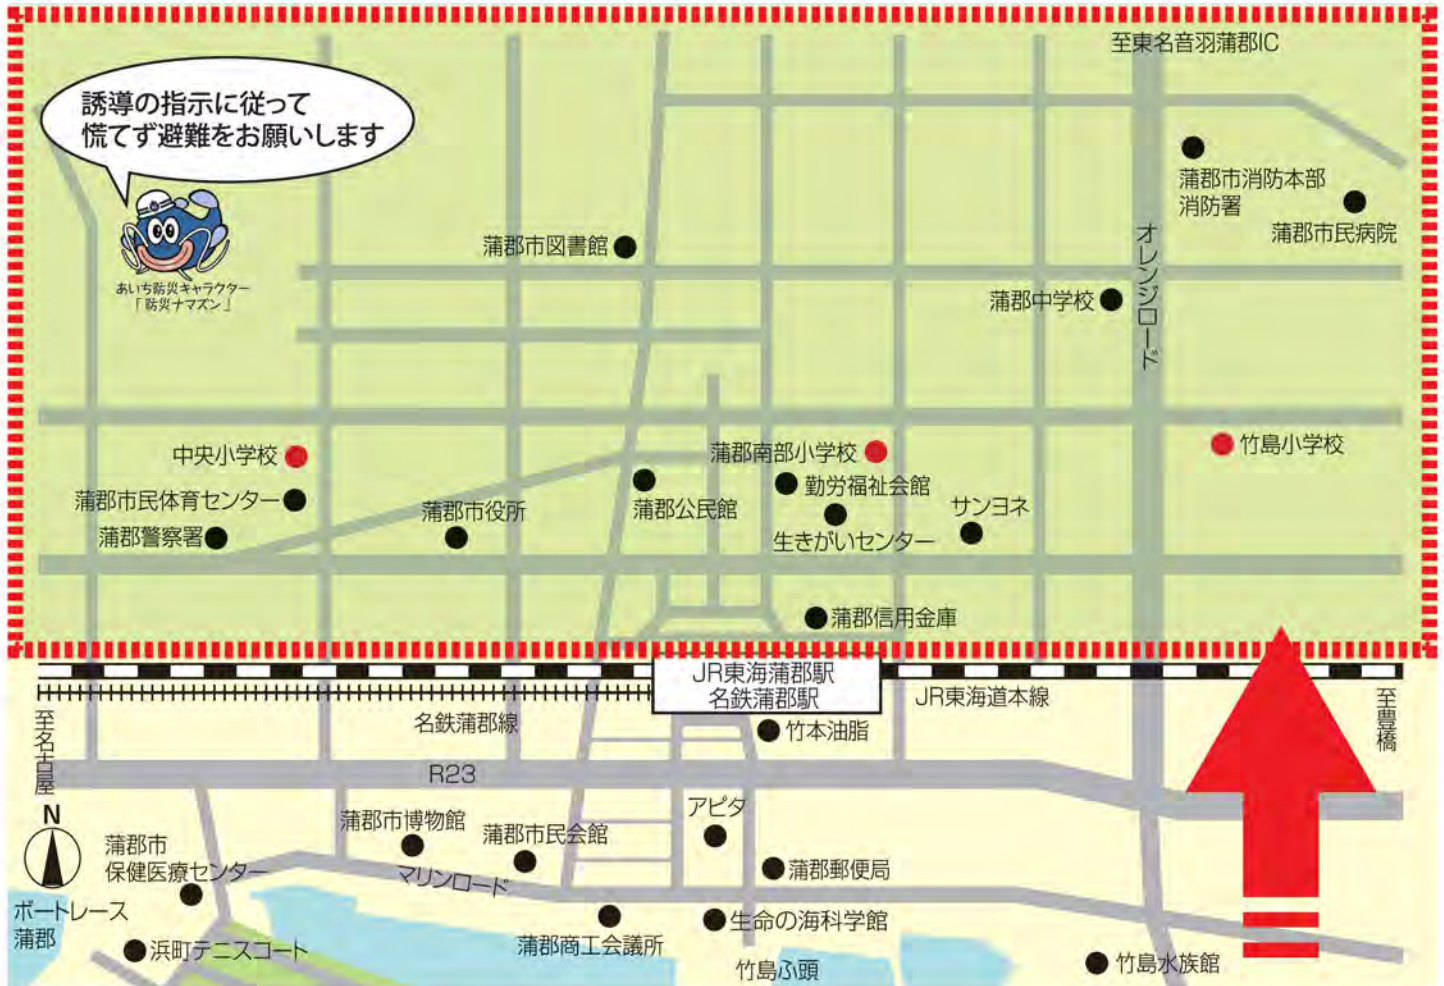 至東名音羽蒲郡IC
誘導の指示に従って
慌てず避難をお願いします
あいち防災キャラクター
「防災ナマズン」
蒲郡市消防本部
消防署
蒲郡市民病院
蒲郡市図書館
オレンジロード
蒲郡中学校
中央小学校
蒲郡南部小学校
竹島小学校
蒲郡市民体育センター
蒲郡市役所
蒲郡公民館
勤労福祉会館
サンヨネ
蒲郡警察署
生きがいセンター
蒲郡信用金庫
JR東海蒲郡駅
名鉄蒲郡駅
JR東海道本線
至名古屋
名鉄蒲郡線
竹本油脂
至豊橋
R23
N
蒲郡市
保健医療センター
蒲郡市博物館
蒲郡市民会館
アピタ
マリンロード
蒲郡郵便局
ボートレース
蒲郡
浜町テニスコート
蒲郡商工会議所
生命の海科学館
竹島ふ頭
竹島水族館